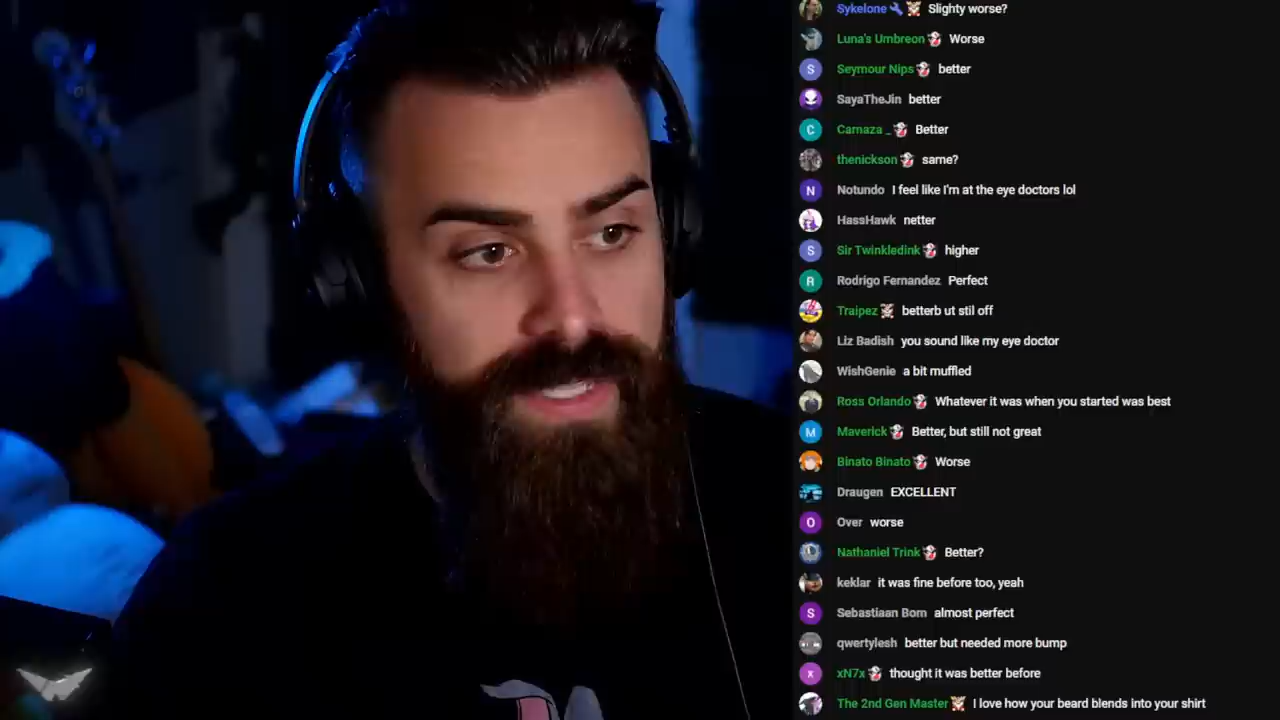 Sykelone Slighty worse?
Luna's Umbreon Worse
Seymour Nips better
SayaTheJin better
C Carnaza _ Better
thenickson same?
N Notundo I feel like I'm at the eye doctors lol
HassHawk netter
S Sir Twinkledink higher
R Rodrigo Fernandez Perfect
Traipez betterb ut stil off
Liz Badish you sound like my eye doctor
WishGenie a bit muffled
Ross Orlando Whatever it was when you started was best
M Maverick Better, but still not great
Binato Binato Worse
Draugen EXCELLENT
O Over worse
Nathaniel Trink Better?
keklar it was fine before too, yeah
S Sebastiaan Born almost perfect
qwertylesh better but needed more bump
x xN7x thought it was better before
The 2nd Gen Master I love how your beard blends into your shirt